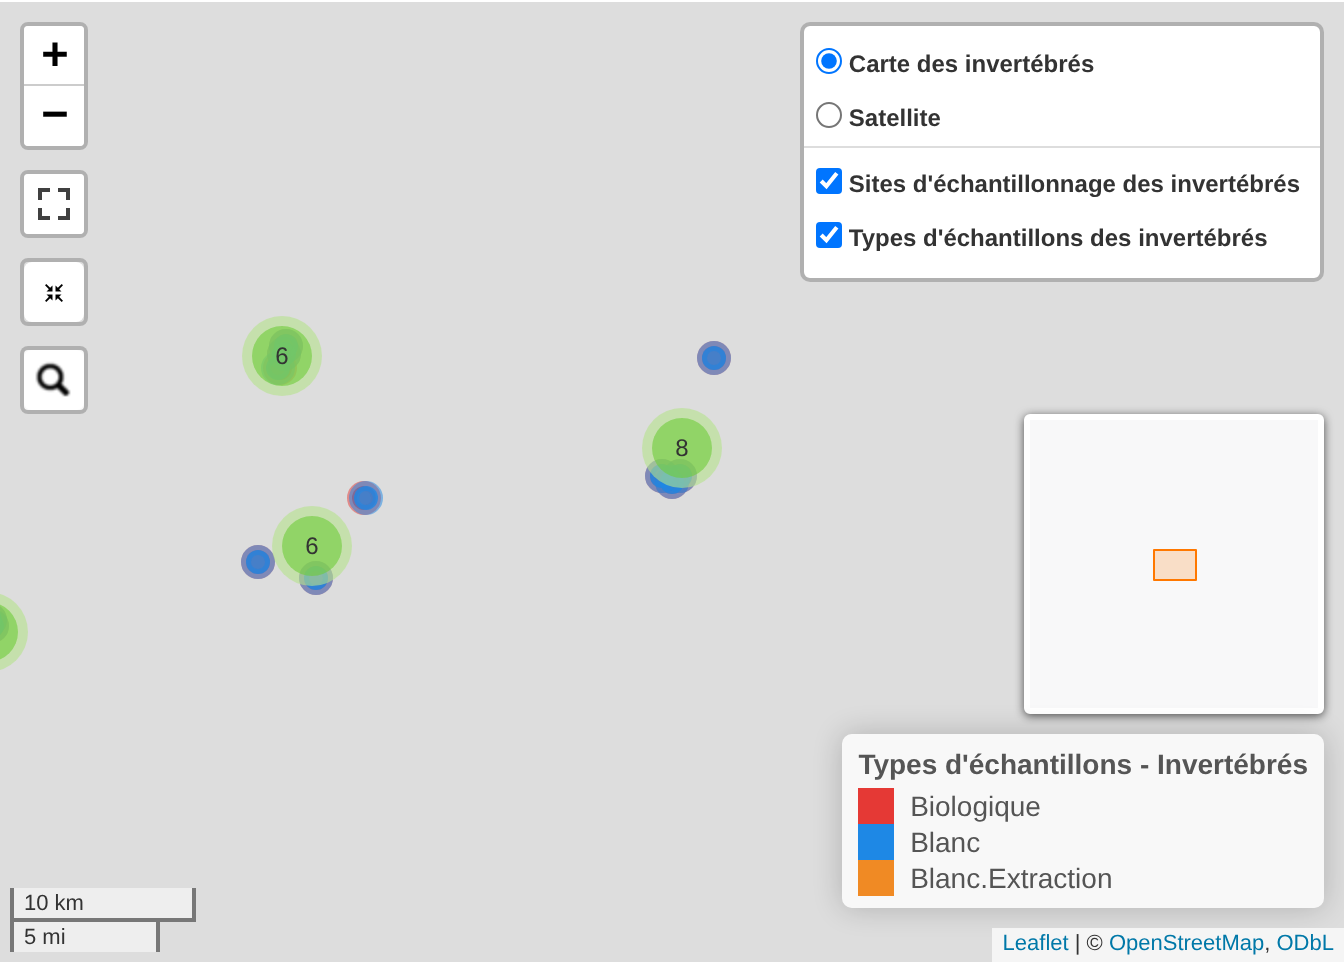 +
−
Carte des invertébrés
Satellite
Sites d'échantillonnage des invertébrés
Types d'échantillons des invertébrés
6
8
6
Types d'échantillons - Invertébrés
Biologique
Blanc
Blanc.Extraction
10 km
5 mi
Leaflet | © OpenStreetMap, ODbL